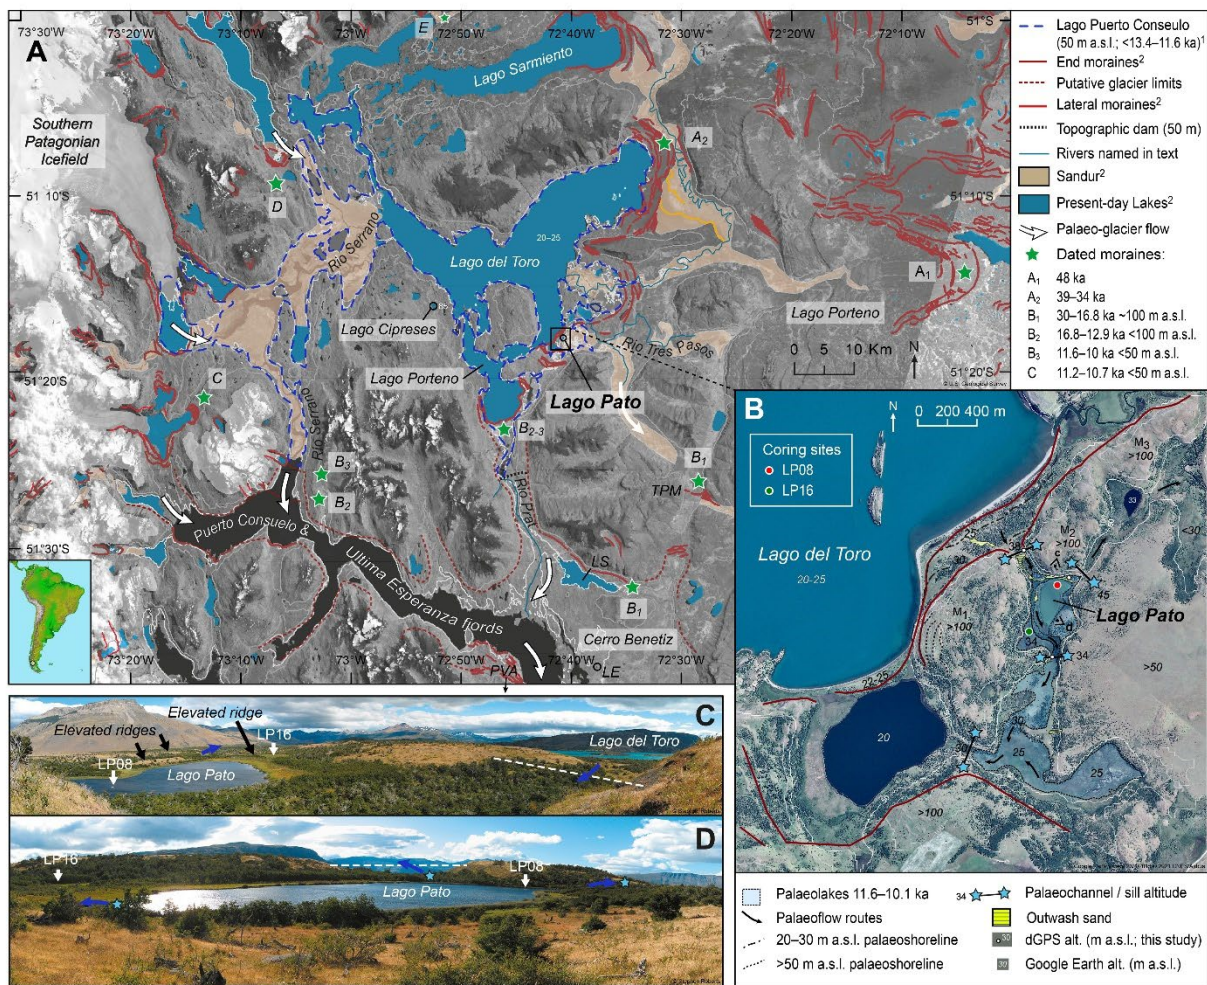 73°30'W
73°20'W
73°10'W
73°00'W
72°50'W
E
72°40'W
72°30'W
51°S
A
Lago Sarmiento
Southern
Patagonian
Icefield
A2
D
51°10'S
51°10'S
Río Serrano
20–25
Lago del Toro
A1
Lago Cipreses
Lago Porteno
Río Tres Pasos
0 5 10 Km
N
51°20'S
51°20'S
C
Lago Porteno
Lago Pato
Río Serrano
B2-3
B3
B2
B1
TPM
Río Prat
Puerto Consuelo &
Ultima Esperanza fjords
51°30'S
LS
B1
Cerro Benetiz
73°20'W
73°10'W
73°00'W
72°50'W
72°40'W
72°30'W
PVA
LE
Lago Puerto Conseulo
(50 m a.s.l.; <13.4–11.6 ka)1
End moraines2
Putative glacier limits
Lateral moraines2
Topographic dam (50 m)
Rivers named in text
Sandur2
Present-day Lakes2
Palaeo-glacier flow
Dated moraines:
A1 48 ka
A2 39–34 ka
B1 30–16.8 ka ~100 m a.s.l.
B2 16.8–12.9 ka <100 m a.s.l.
B3 11.6–10 ka <50 m a.s.l.
C 11.2–10.7 ka <50 m a.s.l.
B
N
0 200 400 m
Coring sites
LP08
LP16
M3
>100
33
<30
Lago del Toro
20-25
M2
>100
c
45
Lago Pato
d
M1
>100
34
34
>50
22-25
20
30
25
25
>100
C
Elevated ridge
Elevated ridges
LP16
LP08
Lago Pato
Lago del Toro
D
LP16
LP08
Lago Pato
Palaeolakes 11.6–10.1 ka
Palaeoflow routes
20–30 m a.s.l. palaeoshoreline
>50 m a.s.l. palaeoshoreline
34 Palaeochannel / sill altitude
Outwash sand
30 dGPS alt. (m a.s.l.; this study)
30 Google Earth alt. (m a.s.l.)